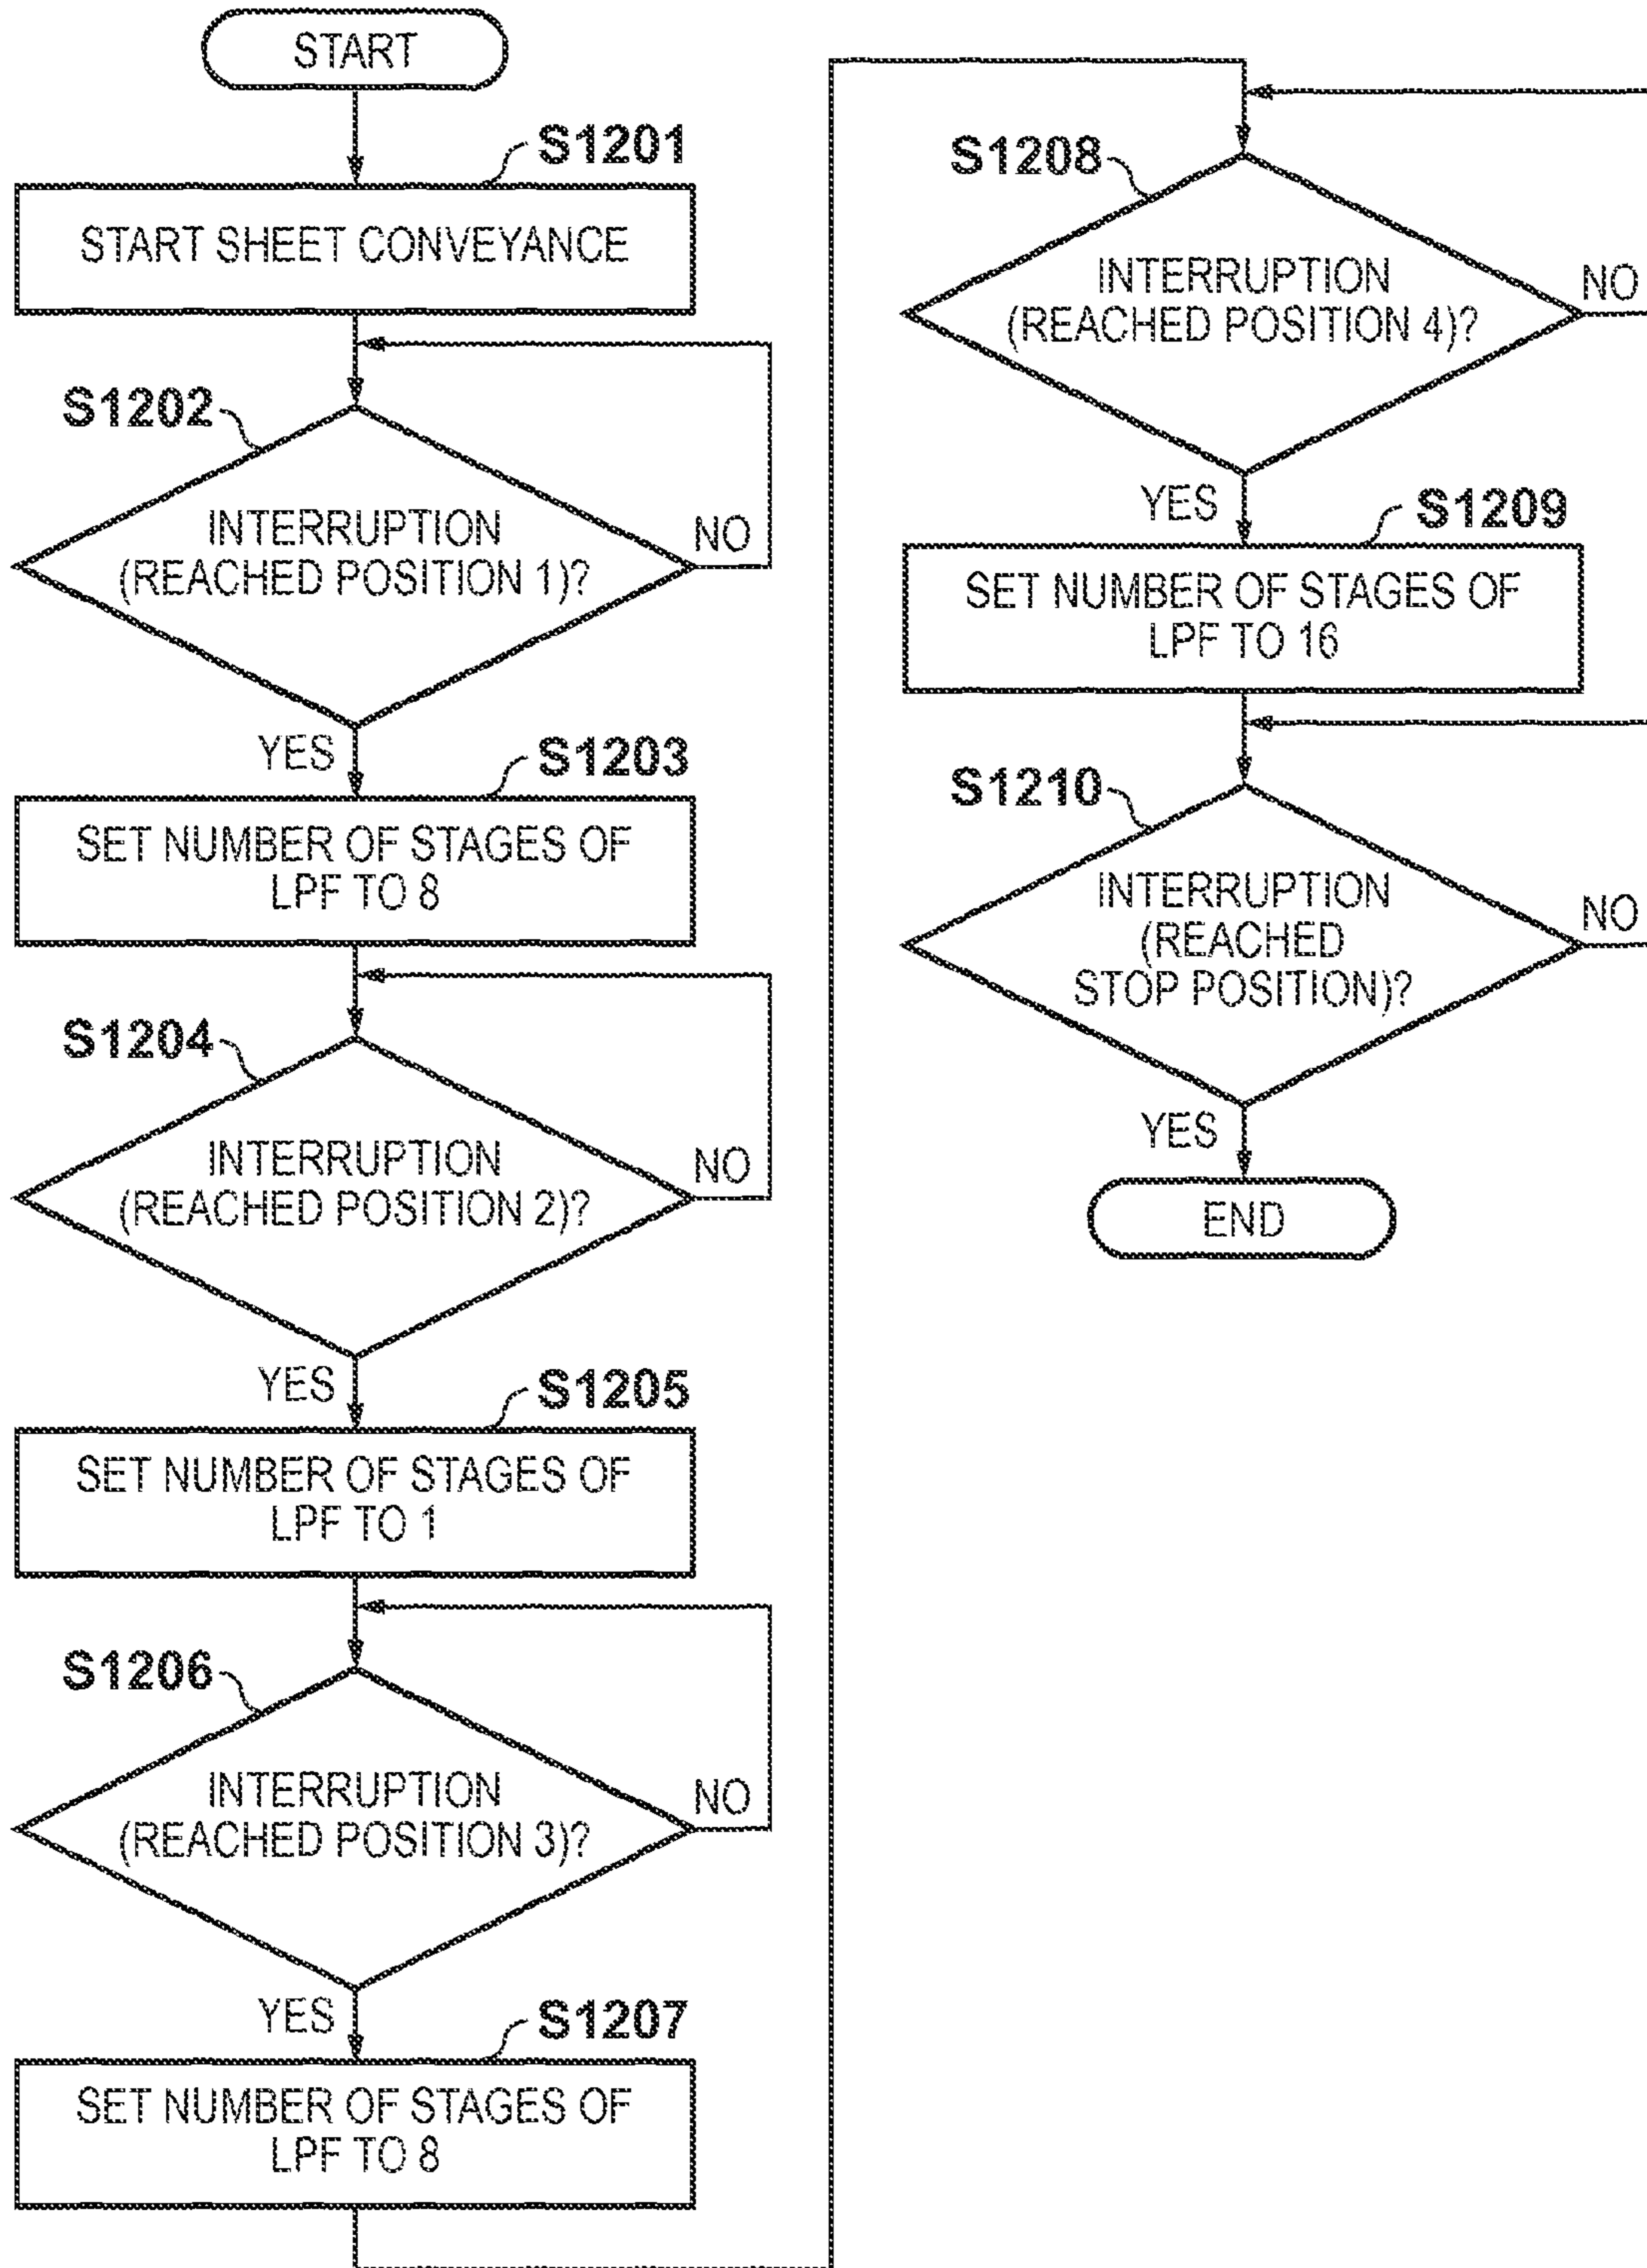 START
S1201
START SHEET CONVEYANCE
S1202
INTERRUPTION
(REACHED POSITION 1)?
NO
YES
S1203
SET NUMBER OF STAGES OF
LPF TO 8
S1204
INTERRUPTION
(REACHED POSITION 2)?
NO
YES
S1205
SET NUMBER OF STAGES OF
LPF TO 1
S1206
INTERRUPTION
(REACHED POSITION 3)?
NO
YES
S1207
SET NUMBER OF STAGES OF
LPF TO 8
S1208
INTERRUPTION
(REACHED POSITION 4)?
NO
YES
S1209
SET NUMBER OF STAGES OF
LPF TO 16
S1210
INTERRUPTION
(REACHED
STOP POSITION)?
NO
YES
END